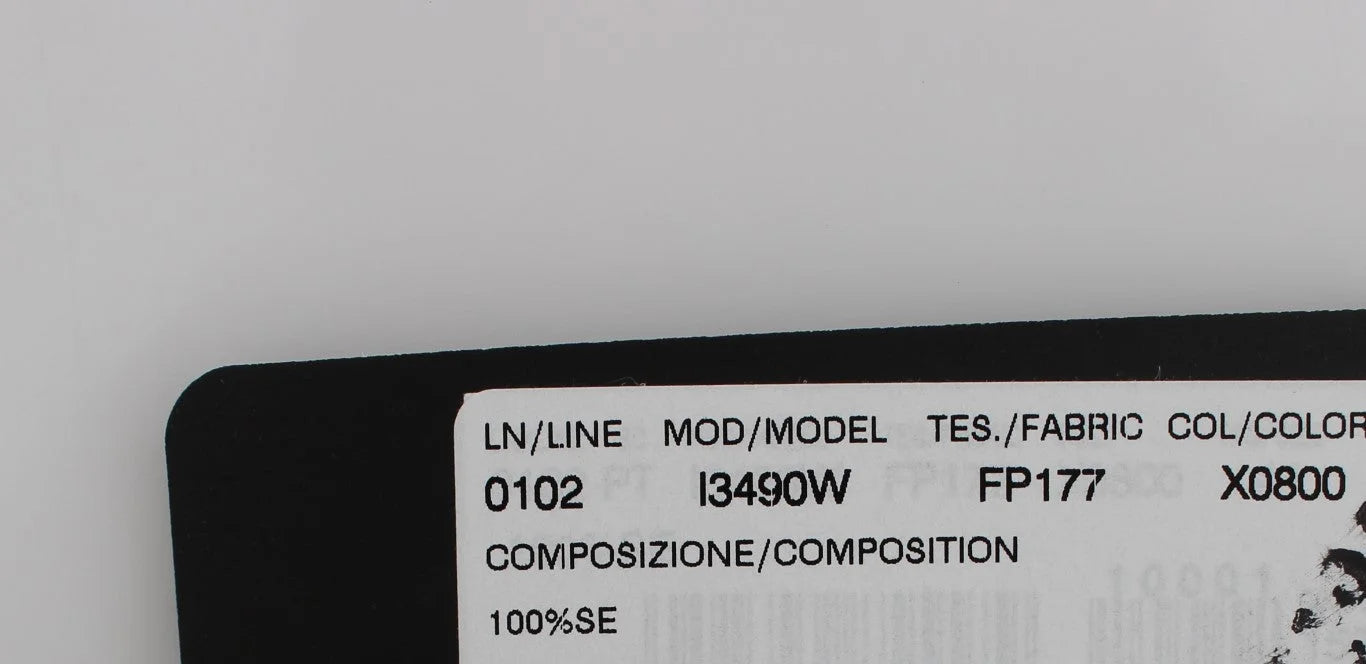 LN/LINE MOD/MODEL TES./FABRIC COL/COLOR
0102 I3490W FP177 X0800
COMPOSIZIONE/COMPOSITION
100%SE